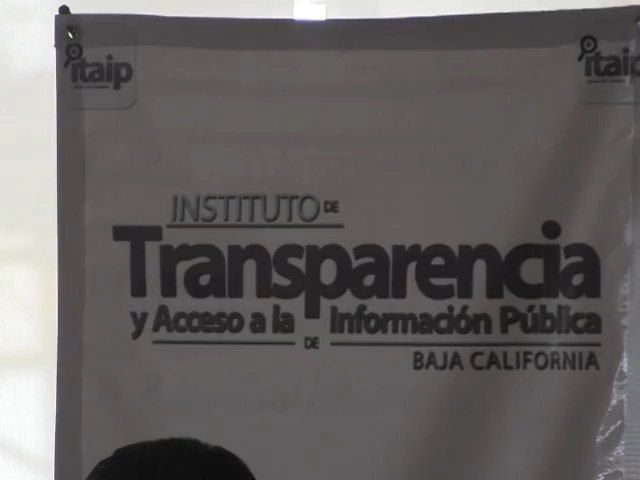 itaip
itaip
INSTITUTO DE
Transparencia
y Acceso a la Información Pública
DE
BAJA CALIFORNIA